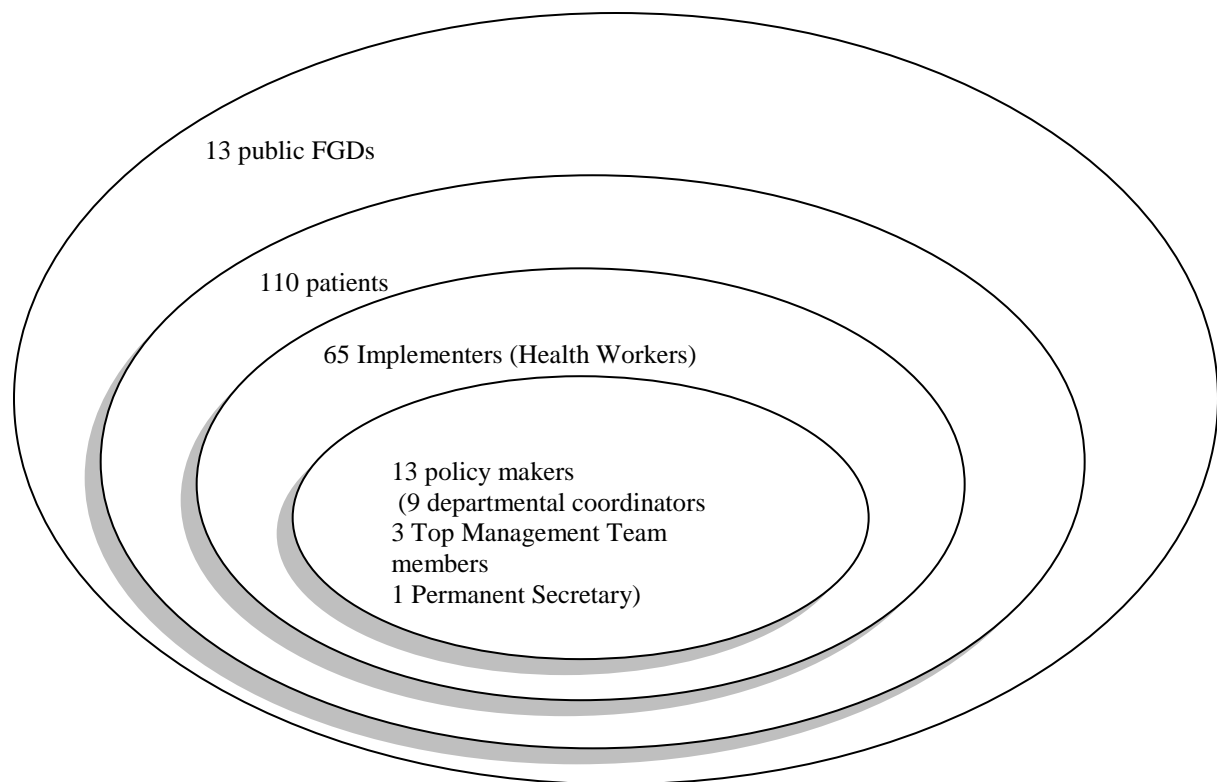 13 public FGDs
110 patients
65 Implementers (Health Workers)
13 policy makers
(9 departmental coordinators
3 Top Management Team
members
1 Permanent Secretary)